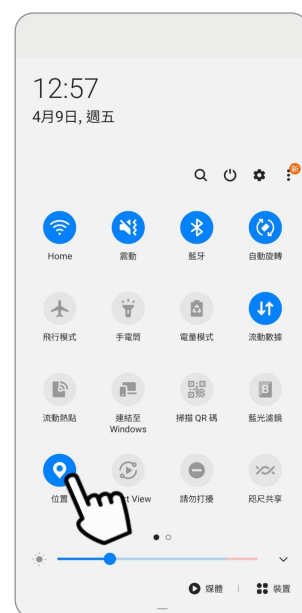 12:57
4月9日, 週五
新
Home 震動 藍牙 自動旋轉
飛行模式 手電筒 電量模式 流動數據
流動熱點 連結至 Windows 掃描 QR 碼 藍光濾鏡
位置 View 請勿打擾 咫尺共享
媒體 裝置